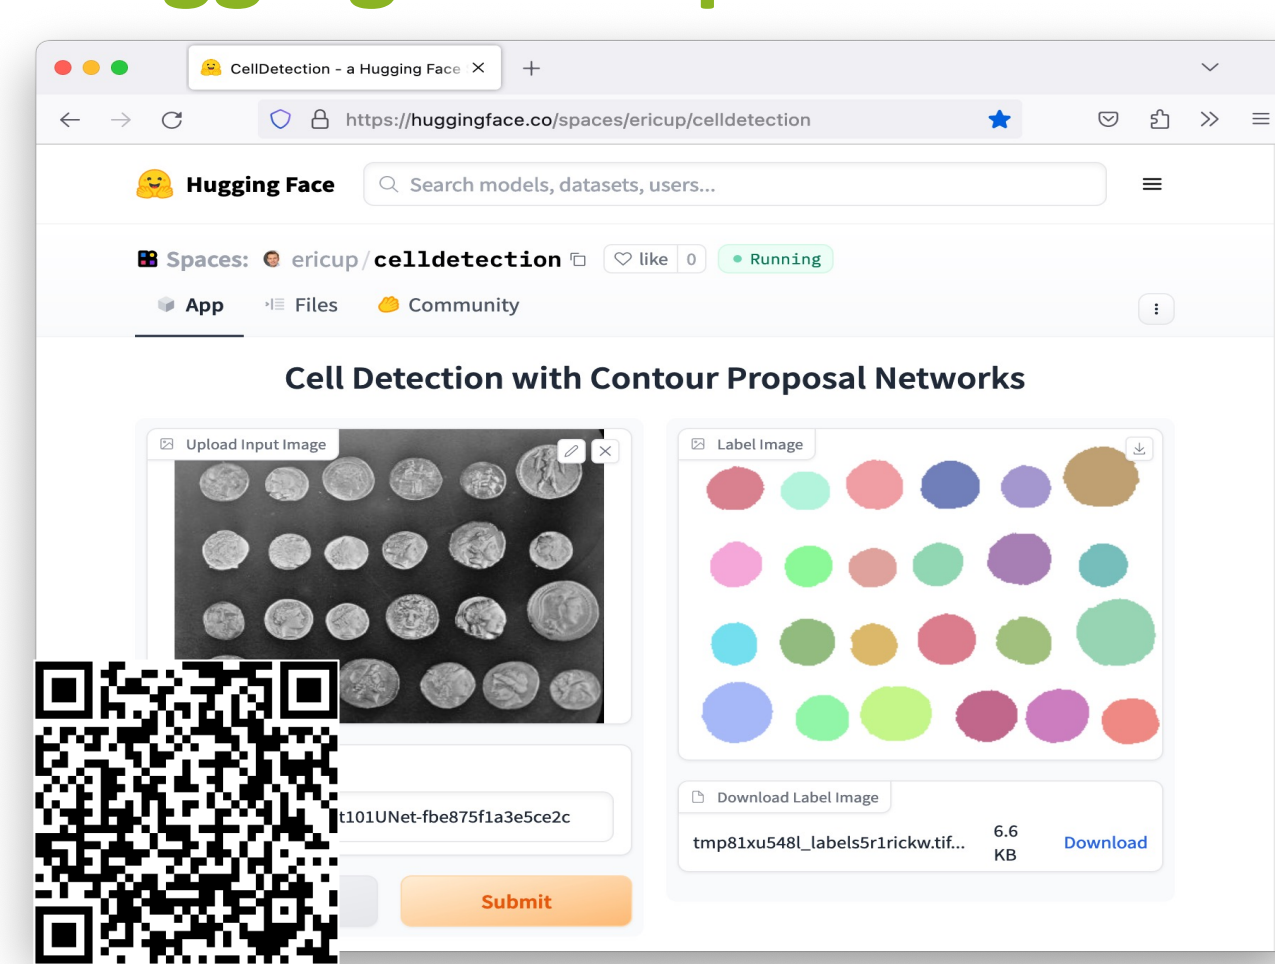 CellDetection - a Hugging Face
https://huggingface.co/spaces/ericup/celldetection
Hugging Face
Search models, datasets, users...
Spaces: ericup/celldetection like 0 Running
App Files Community
Cell Detection with Contour Proposal Networks
Upload Input Image
Label Image
t101UNet-fbe875f1a3e5ce2c
Submit
Download Label Image
tmp81xu548l_labels5r1rickw.tif... 6.6 KB Download